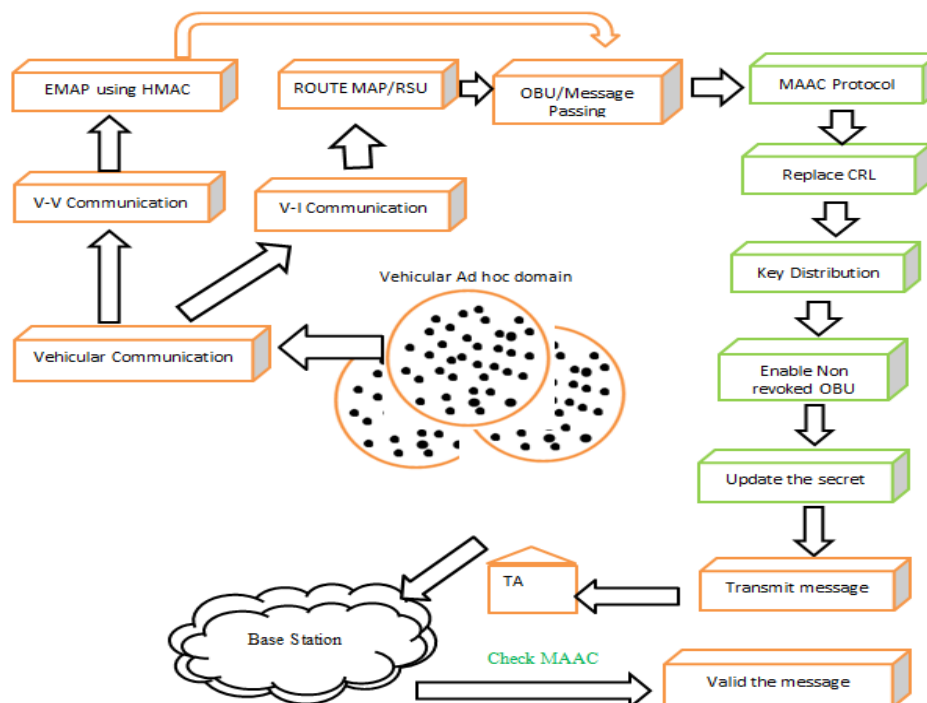 EMAP using HMAC
ROUTE MAP/RSU
OBU/Message
Passing
MAAC Protocol
Replace CRL
V-V Communication
V-I Communication
Key Distribution
Vehicular Ad hoc domain
Vehicular Communication
Enable Non
revoked OBU
Update the secret
TA
Transmit message
Base Station
Check MAAC
Valid the message